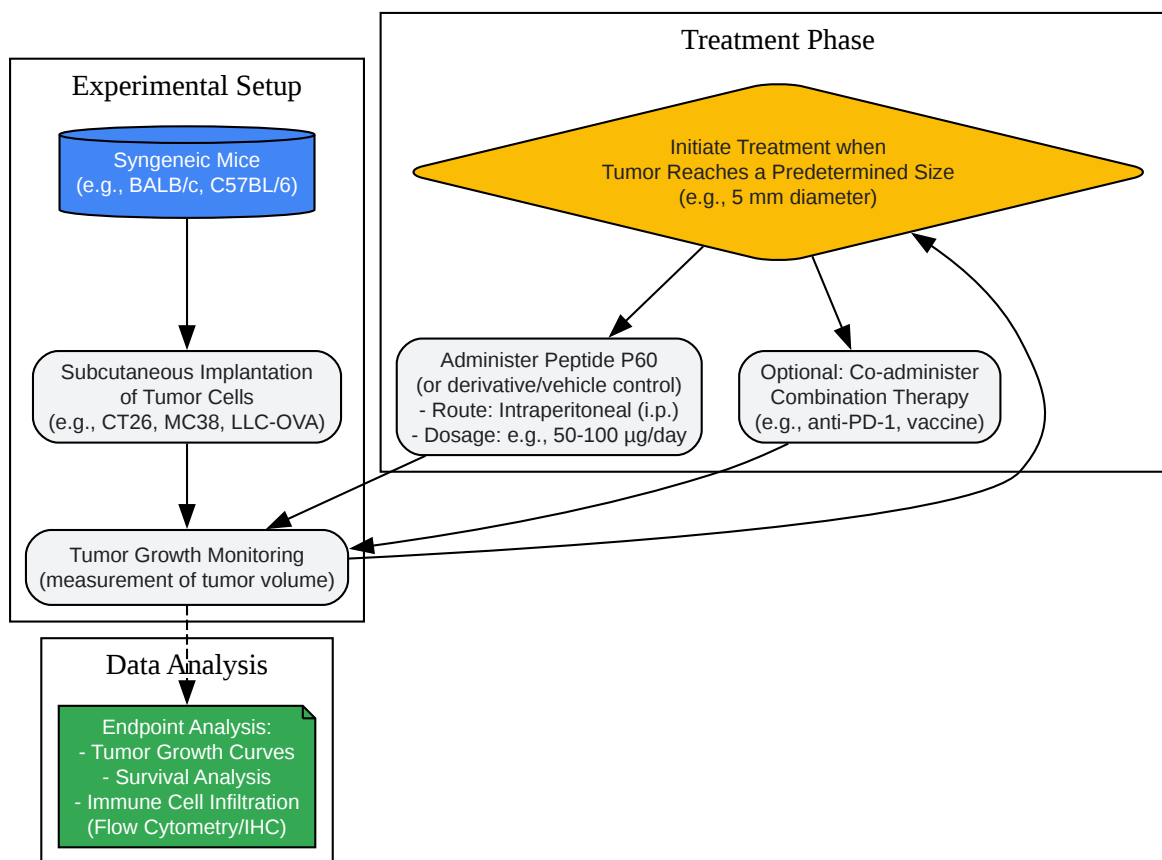 Treatment Phase
Experimental Setup
Syngeneic Mice
(e.g., BALB/c, C57BL/6)
Initiate Treatment when
Tumor Reaches a Predetermined Size
(e.g., 5 mm diameter)
Subcutaneous Implantation
of Tumor Cells
(e.g., CT26, MC38, LLC-OVA)
Administer Peptide P60
(or derivative/vehicle control)
- Route: Intraperitoneal (i.p.)
- Dosage: e.g., 50-100 µg/day
Optional: Co-administer
Combination Therapy
(e.g., anti-PD-1, vaccine)
Tumor Growth Monitoring
(measurement of tumor volume)
Data Analysis
Endpoint Analysis:
- Tumor Growth Curves
- Survival Analysis
- Immune Cell Infiltration
(Flow Cytometry/IHC)